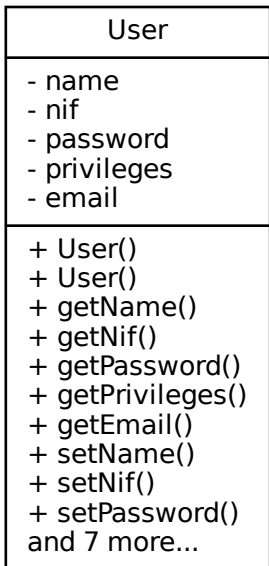 User
- name
- nif
- password
- privileges
- email
+ User()
+ User()
+ getName()
+ getNif()
+ getPassword()
+ getPrivileges()
+ getEmail()
+ setName()
+ setNif()
+ setPassword()
and 7 more...